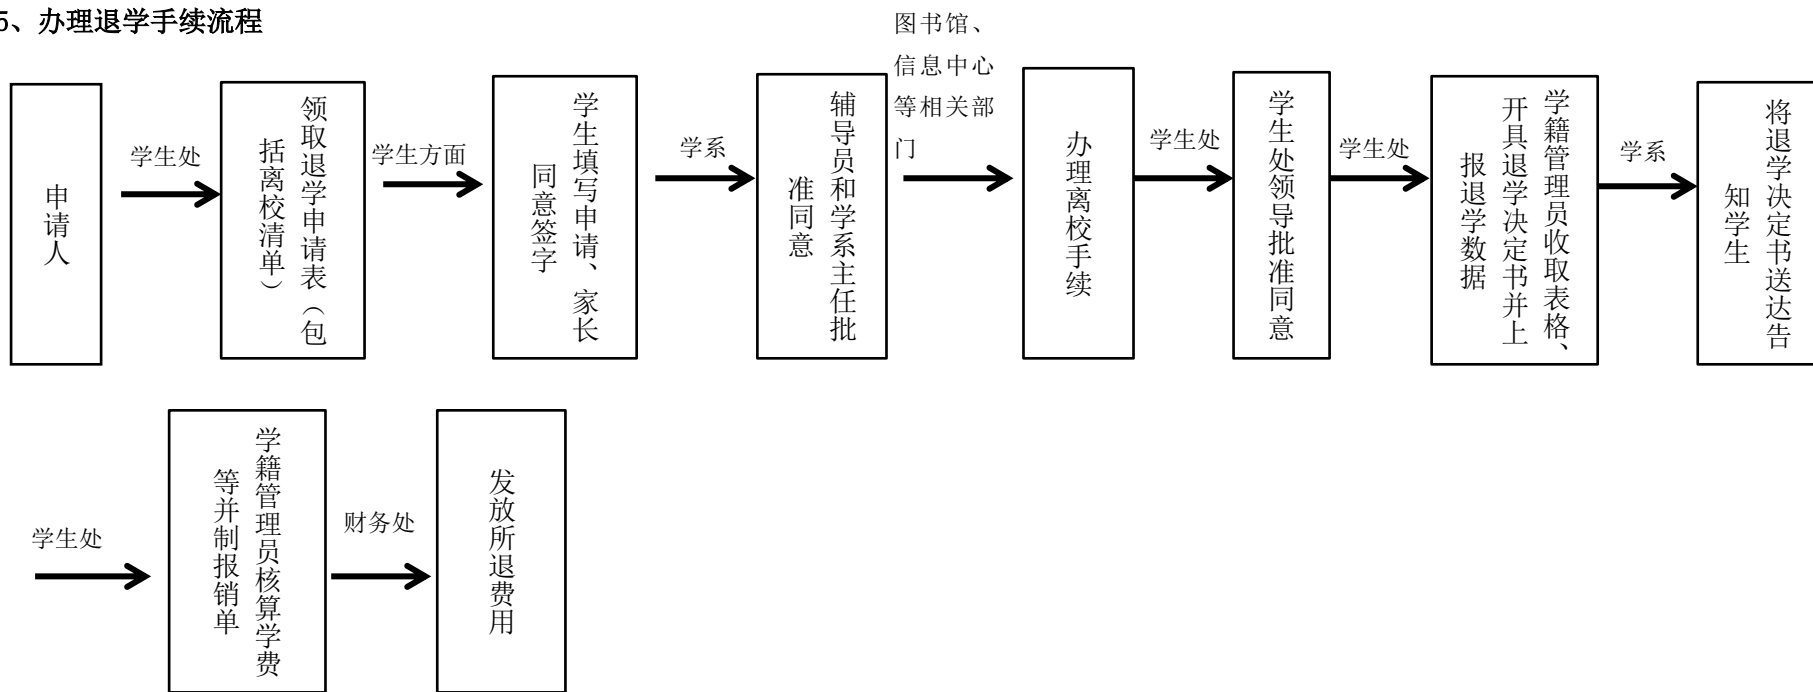 5、办理退学手续流程
申请人
学生处
领取退学申请表（包
括离校清单）
学生方面
学生填写申请、家长
同意签字
学系
辅导员和学系主任批
准同意
图书馆、
信息中心
等相关部
门
办理离校手续
学生处
学生处领导批准同意
学生处
学籍管理员收取表格、
开具退学决定书并上
报退学数据
学系
将退学决定书送达告
知学生
学生处
学籍管理员核算学费
等并制报销单
财务处
发放所退费用